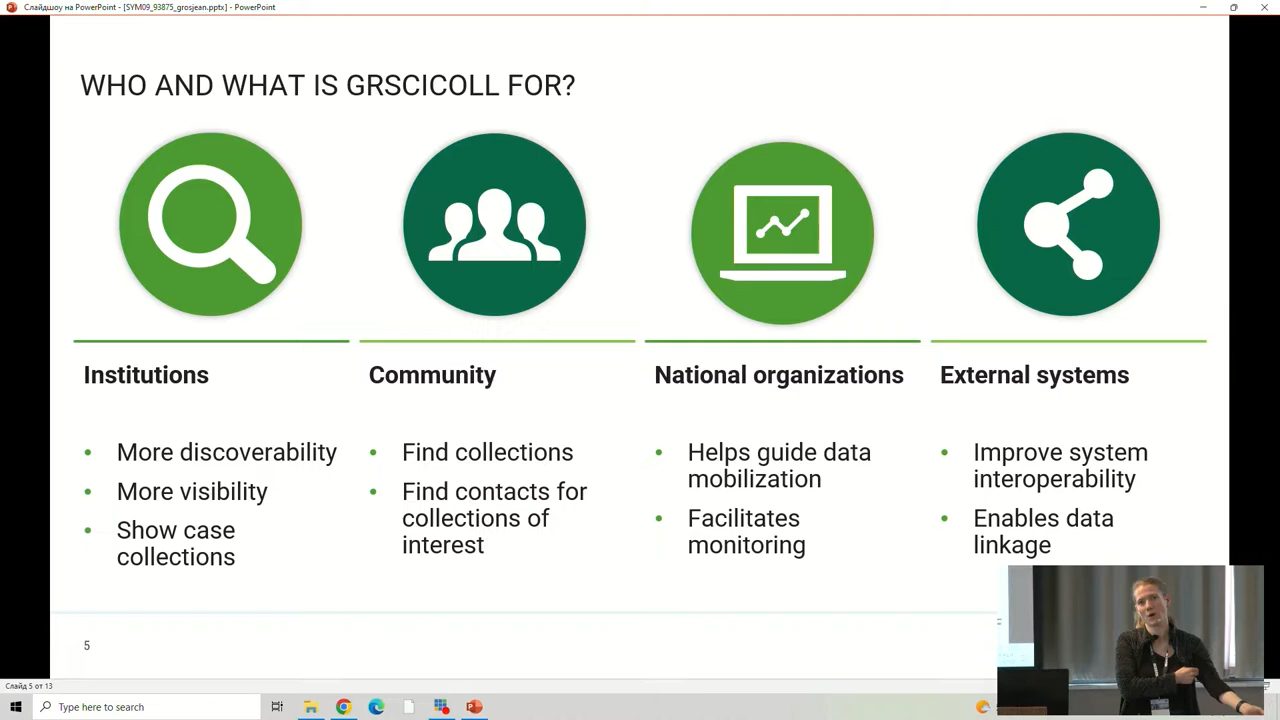 Слайдшоу на PowerPoint - [SYM09_93875_grosjean.pptx] - PowerPoint
WHO AND WHAT IS GRSCICOLL FOR?
Institutions
• More discoverability
• More visibility
• Show case
collections
Community
• Find collections
• Find contacts for
collections of
interest
National organizations
• Helps guide data
mobilization
• Facilitates
monitoring
External systems
• Improve system
interoperability
• Enables data
linkage
5
Слайд 5 от 13
Type here to search